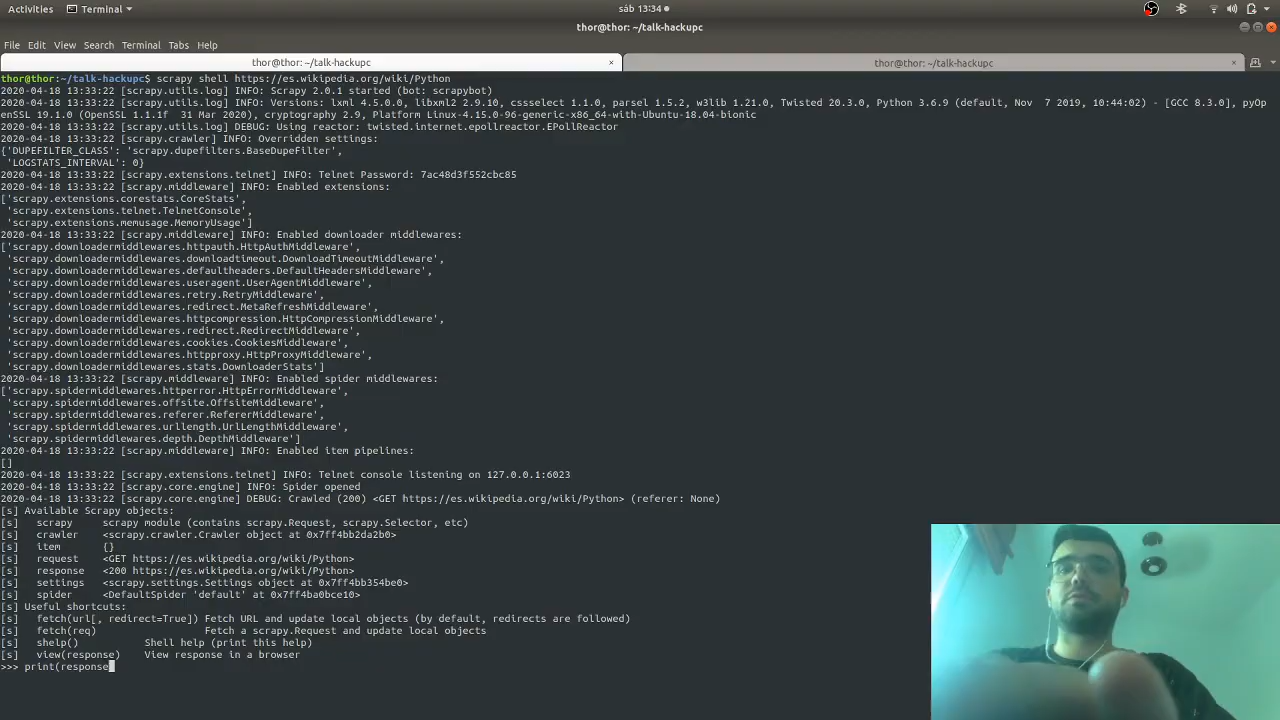 Activities
Terminal
sáb 13:34
thor@thor: ~/talk-hackupc
File Edit View Search Terminal Tabs Help
thor@thor: ~/talk-hackupc × thor@thor: ~/talk-hackupc ×
thor@thor:~/talk-hackupc$ scrapy shell https://es.wikipedia.org/wiki/Python
2020-04-18 13:33:22 [scrapy.utils.log] INFO: Scrapy 2.0.1 started (bot: scrapybot)
2020-04-18 13:33:22 [scrapy.utils.log] INFO: Versions: lxml 4.5.0.0, libxml2 2.9.10, cssselect 1.1.0, parsel 1.5.2, w3lib 1.21.0, Twisted 20.3.0, Python 3.6.9 (default, Nov  7 2019, 10:44:02) - [GCC 8.3.0], pyOp
enSSL 19.1.0 (OpenSSL 1.1.1f  31 Mar 2020), cryptography 2.9, Platform Linux-4.15.0-96-generic-x86_64-with-Ubuntu-18.04-bionic
2020-04-18 13:33:22 [scrapy.utils.log] DEBUG: Using reactor: twisted.internet.epollreactor.EPollReactor
2020-04-18 13:33:22 [scrapy.crawler] INFO: Overridden settings:
{'DUPEFILTER_CLASS': 'scrapy.dupefilters.BaseDupeFilter',
 'LOGSTATS_INTERVAL': 0}
2020-04-18 13:33:22 [scrapy.extensions.telnet] INFO: Telnet Password: 7ac48d3f552cbc85
2020-04-18 13:33:22 [scrapy.middleware] INFO: Enabled extensions:
['scrapy.extensions.corestats.CoreStats',
 'scrapy.extensions.telnet.TelnetConsole',
 'scrapy.extensions.memusage.MemoryUsage']
2020-04-18 13:33:22 [scrapy.middleware] INFO: Enabled downloader middlewares:
['scrapy.downloadermiddlewares.httpauth.HttpAuthMiddleware',
 'scrapy.downloadermiddlewares.downloadtimeout.DownloadTimeoutMiddleware',
 'scrapy.downloadermiddlewares.defaultheaders.DefaultHeadersMiddleware',
 'scrapy.downloadermiddlewares.useragent.UserAgentMiddleware',
 'scrapy.downloadermiddlewares.retry.RetryMiddleware',
 'scrapy.downloadermiddlewares.redirect.MetaRefreshMiddleware',
 'scrapy.downloadermiddlewares.httpcompression.HttpCompressionMiddleware',
 'scrapy.downloadermiddlewares.redirect.RedirectMiddleware',
 'scrapy.downloadermiddlewares.cookies.CookiesMiddleware',
 'scrapy.downloadermiddlewares.httpproxy.HttpProxyMiddleware',
 'scrapy.downloadermiddlewares.stats.DownloaderStats']
2020-04-18 13:33:22 [scrapy.middleware] INFO: Enabled spider middlewares:
['scrapy.spidermiddlewares.httperror.HttpErrorMiddleware',
 'scrapy.spidermiddlewares.offsite.OffsiteMiddleware',
 'scrapy.spidermiddlewares.referer.RefererMiddleware',
 'scrapy.spidermiddlewares.urllength.UrlLengthMiddleware',
 'scrapy.spidermiddlewares.depth.DepthMiddleware']
2020-04-18 13:33:22 [scrapy.middleware] INFO: Enabled item pipelines:
[]
2020-04-18 13:33:22 [scrapy.extensions.telnet] INFO: Telnet console listening on 127.0.0.1:6023
2020-04-18 13:33:22 [scrapy.core.engine] INFO: Spider opened
2020-04-18 13:33:22 [scrapy.core.engine] DEBUG: Crawled (200) <GET https://es.wikipedia.org/wiki/Python> (referer: None)
[s] Available Scrapy objects:
[s]   scrapy     scrapy module (contains scrapy.Request, scrapy.Selector, etc)
[s]   crawler    <scrapy.crawler.Crawler object at 0x7ff4bb2da2b0>
[s]   item       {}
[s]   request    <GET https://es.wikipedia.org/wiki/Python>
[s]   response   <200 https://es.wikipedia.org/wiki/Python>
[s]   settings   <scrapy.settings.Settings object at 0x7ff4bb354be0>
[s]   spider     <DefaultSpider 'default' at 0x7ff4ba0bce10>
[s] Useful shortcuts:
[s]   fetch(url[, redirect=True]) Fetch URL and update local objects (by default, redirects are followed)
[s]   fetch(req)                  Fetch a scrapy.Request and update local objects
[s]   shelp()           Shell help (print this help)
[s]   view(response)    View response in a browser
>>> print(response